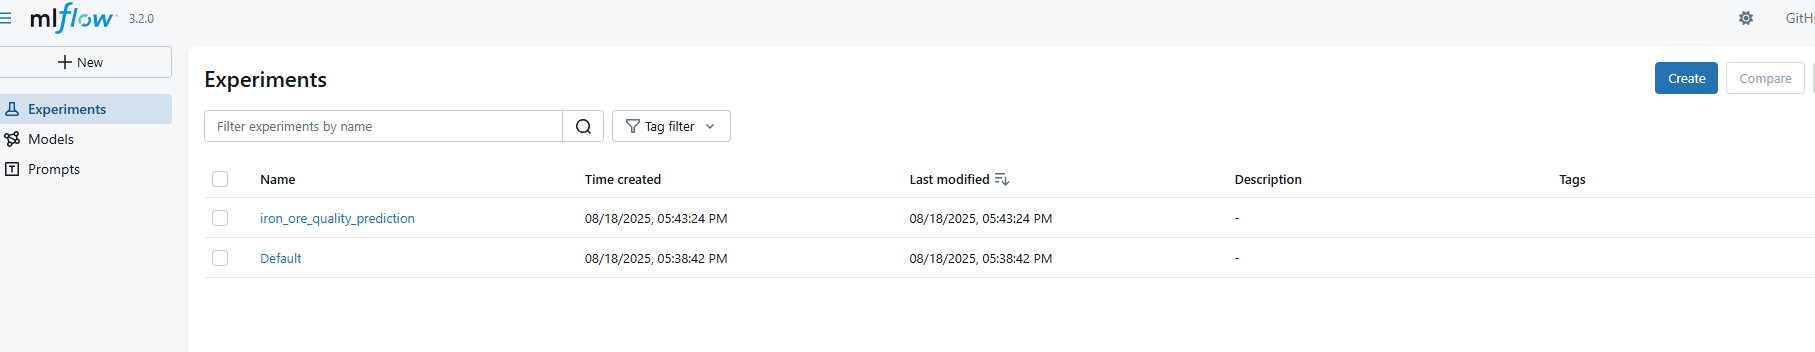 mlflow 3.2.0
GitH
New
Experiments
Create
Compare
Experiments
Models
Prompts
Filter experiments by name
Tag filter
Name Time created Last modified Description Tags
iron_ore_quality_prediction 08/18/2025, 05:43:24 PM 08/18/2025, 05:43:24 PM -
Default 08/18/2025, 05:38:42 PM 08/18/2025, 05:38:42 PM -